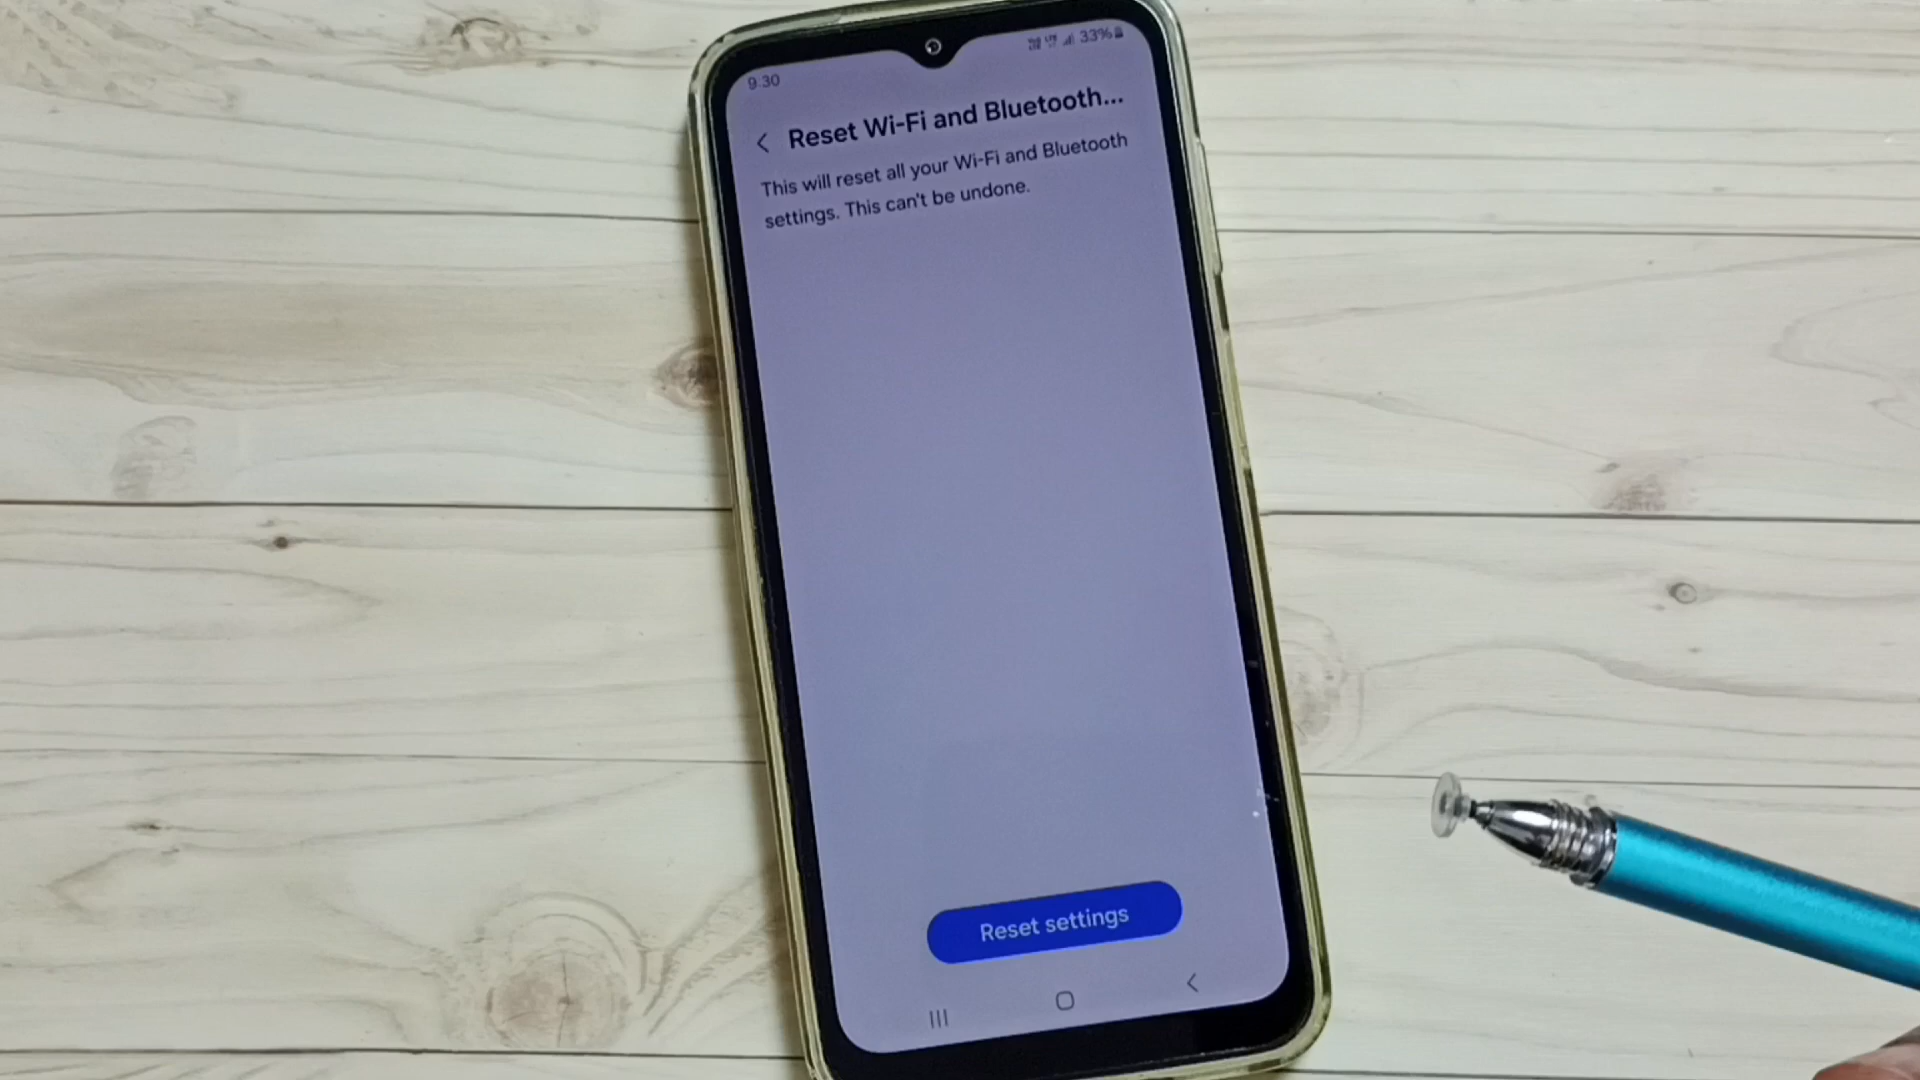 9:30
33%
Reset Wi-Fi and Bluetooth...
This will reset all your Wi-Fi and Bluetooth
settings. This can't be undone.
Reset settings